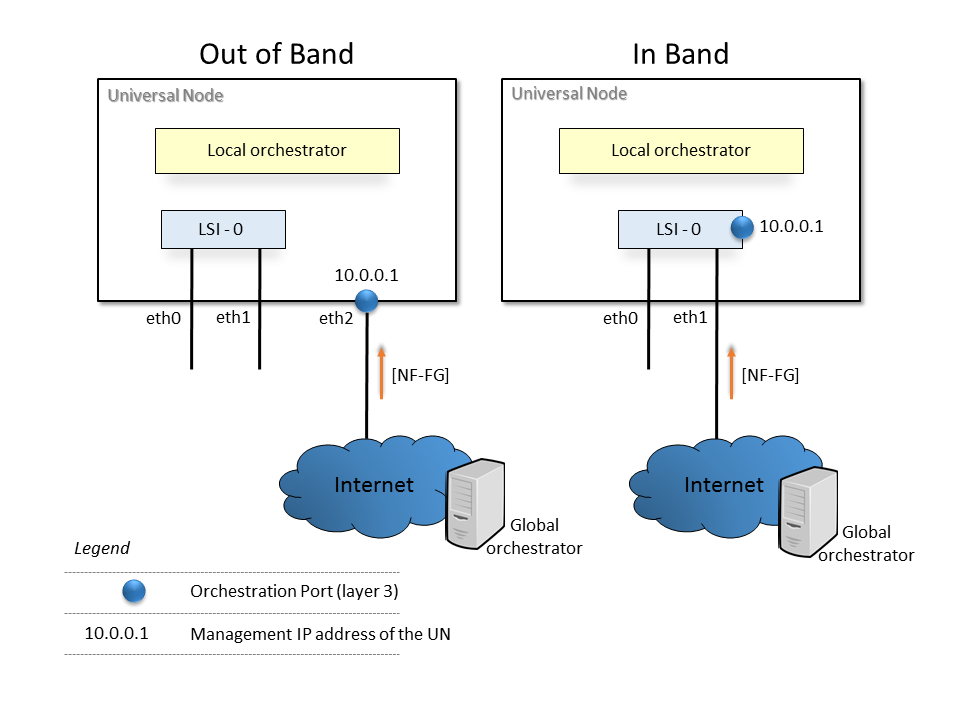 Out of Band
Universal Node
Local orchestrator
LSI - 0
10.0.0.1
eth0
eth1
eth2
[NF-FG]
Internet
Global
orchestrator
In Band
Universal Node
Local orchestrator
LSI - 0
10.0.0.1
eth0
eth1
[NF-FG]
Internet
Global
orchestrator
Legend
Orchestration Port (layer 3)
10.0.0.1 Management IP address of the UN